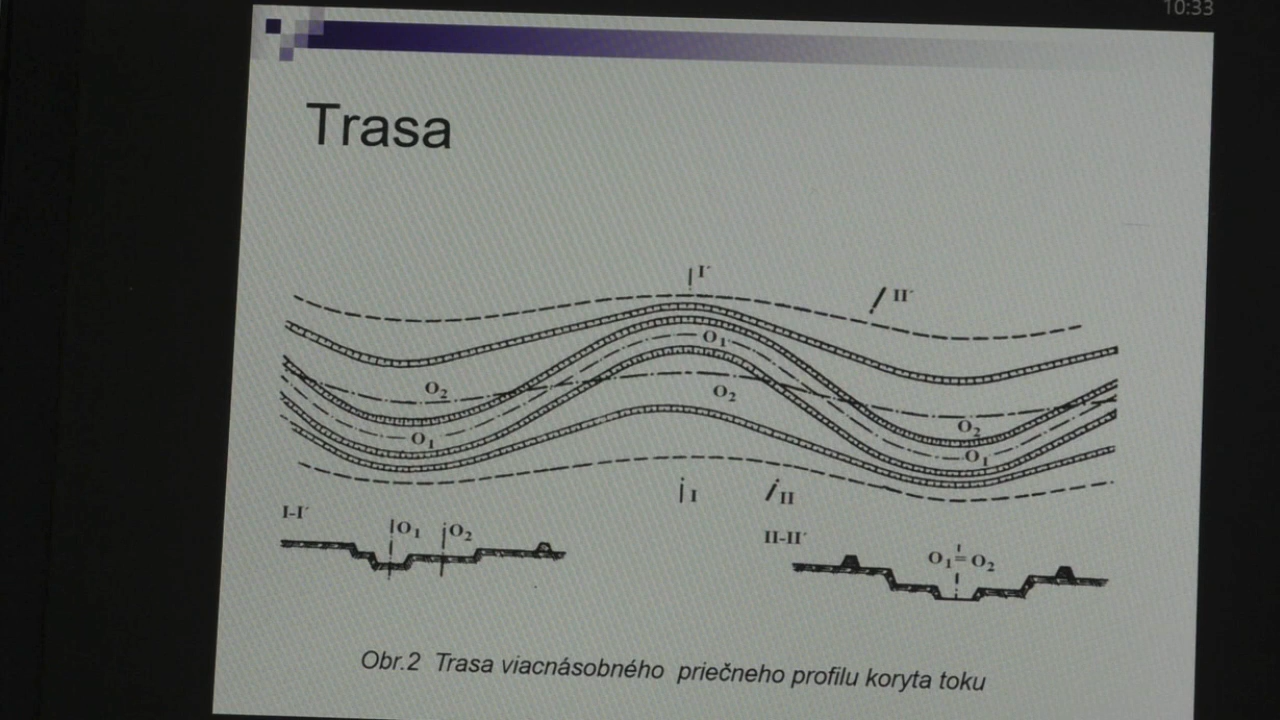 10:33
Trasa
I´
II´
O₁
O₂
O₂
O₂
O₁
O₁
I
II
I-I´
O₁
O₂
II-II´
O₁=O₂
Obr.2 Trasa viacnásobného priečneho profilu koryta toku